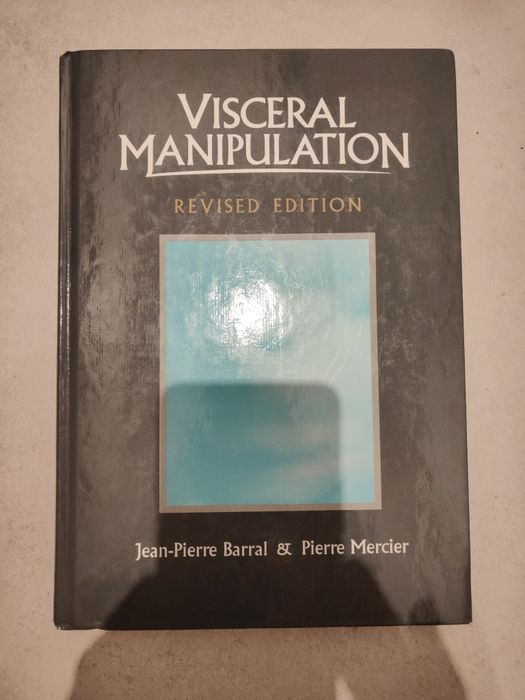 VISCERAL
MANIPULATION
REVISED EDITION
Jean-Pierre Barral & Pierre Mercier